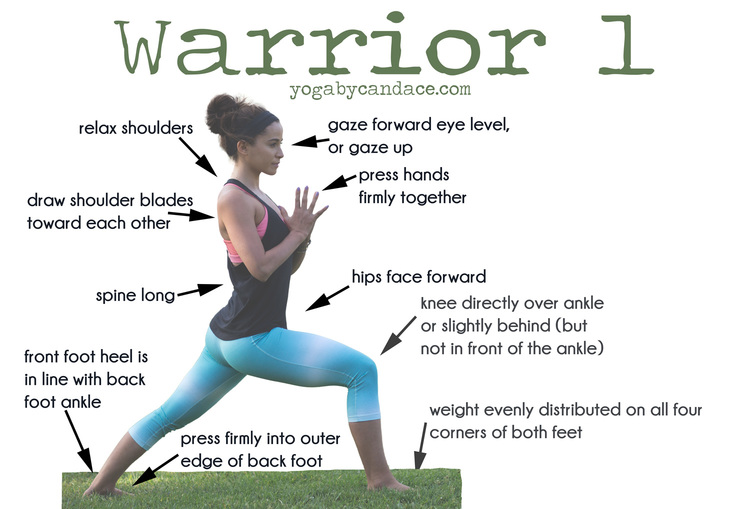 Warrior 1
yogabycandace.com
relax shoulders
gaze forward eye level,
or gaze up
press hands
firmly together
draw shoulder blades
toward each other
hips face forward
spine long
knee directly over ankle
or slightly behind (but
not in front of the ankle)
front foot heel is
in line with back
foot ankle
weight evenly distributed on all four
corners of both feet
press firmly into outer
edge of back foot